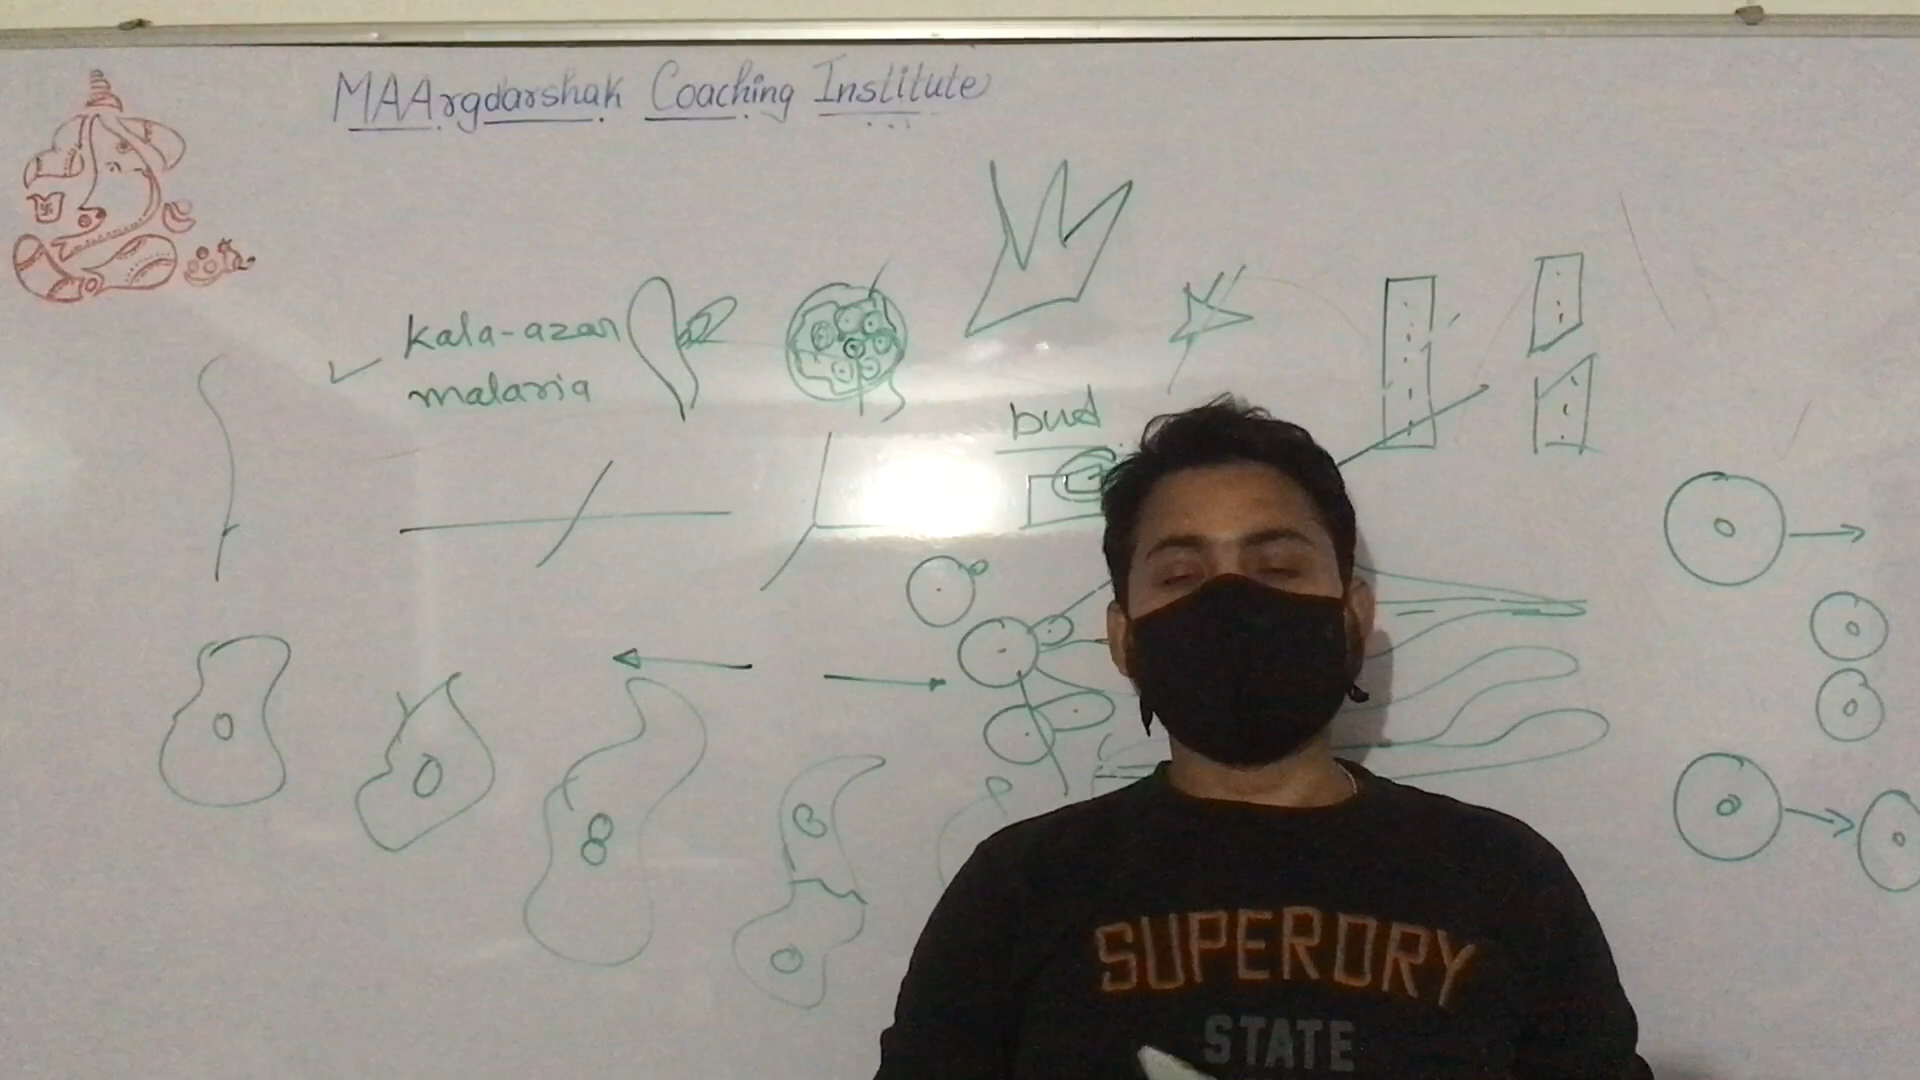 MAArgdarshak Coaching Institute
kala-azar
malaria
bud
SUPERDRY
STATE